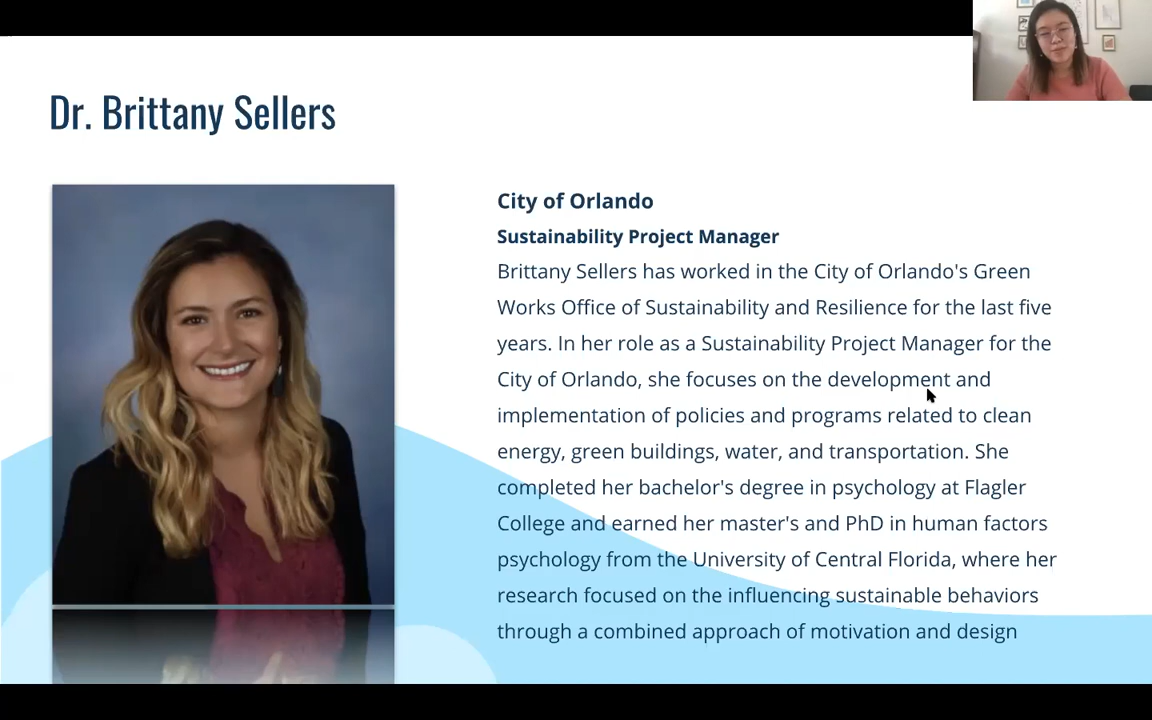 Dr. Brittany Sellers
City of Orlando
Sustainability Project Manager
Brittany Sellers has worked in the City of Orlando's Green
Works Office of Sustainability and Resilience for the last five
years. In her role as a Sustainability Project Manager for the
City of Orlando, she focuses on the development and
implementation of policies and programs related to clean
energy, green buildings, water, and transportation. She
completed her bachelor's degree in psychology at Flagler
College and earned her master's and PhD in human factors
psychology from the University of Central Florida, where her
research focused on the influencing sustainable behaviors
through a combined approach of motivation and design